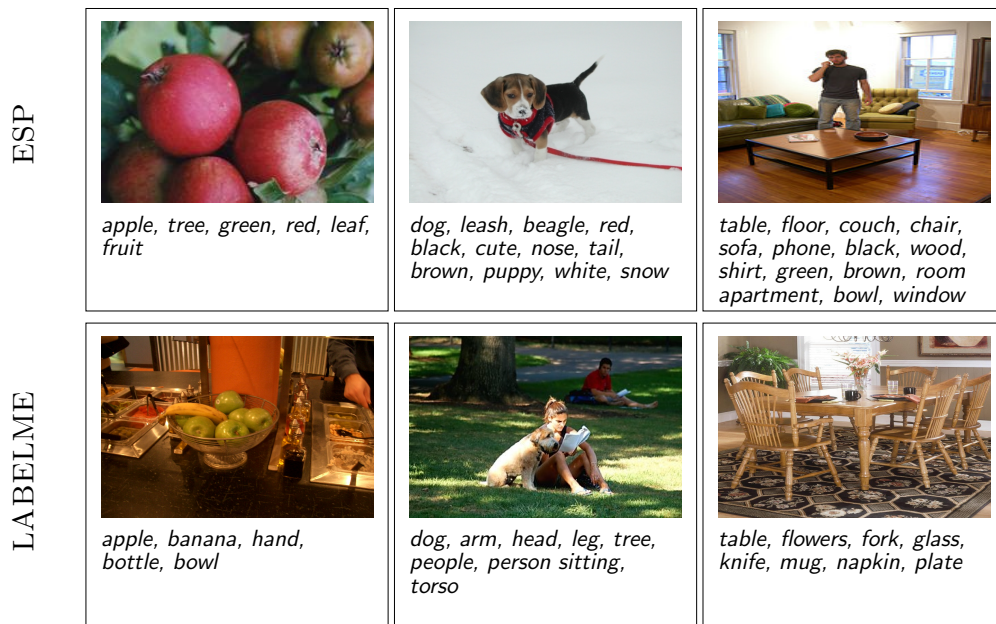 ESP
apple, tree, green, red, leaf,
fruit
dog, leash, beagle, red,
black, cute, nose, tail,
brown, puppy, white, snow
table, floor, couch, chair,
sofa, phone, black, wood,
shirt, green, brown, room
apartment, bowl, window
LABELME
apple, banana, hand,
bottle, bowl
dog, arm, head, leg, tree,
people, person sitting,
torso
table, flowers, fork, glass,
knife, mug, napkin, plate